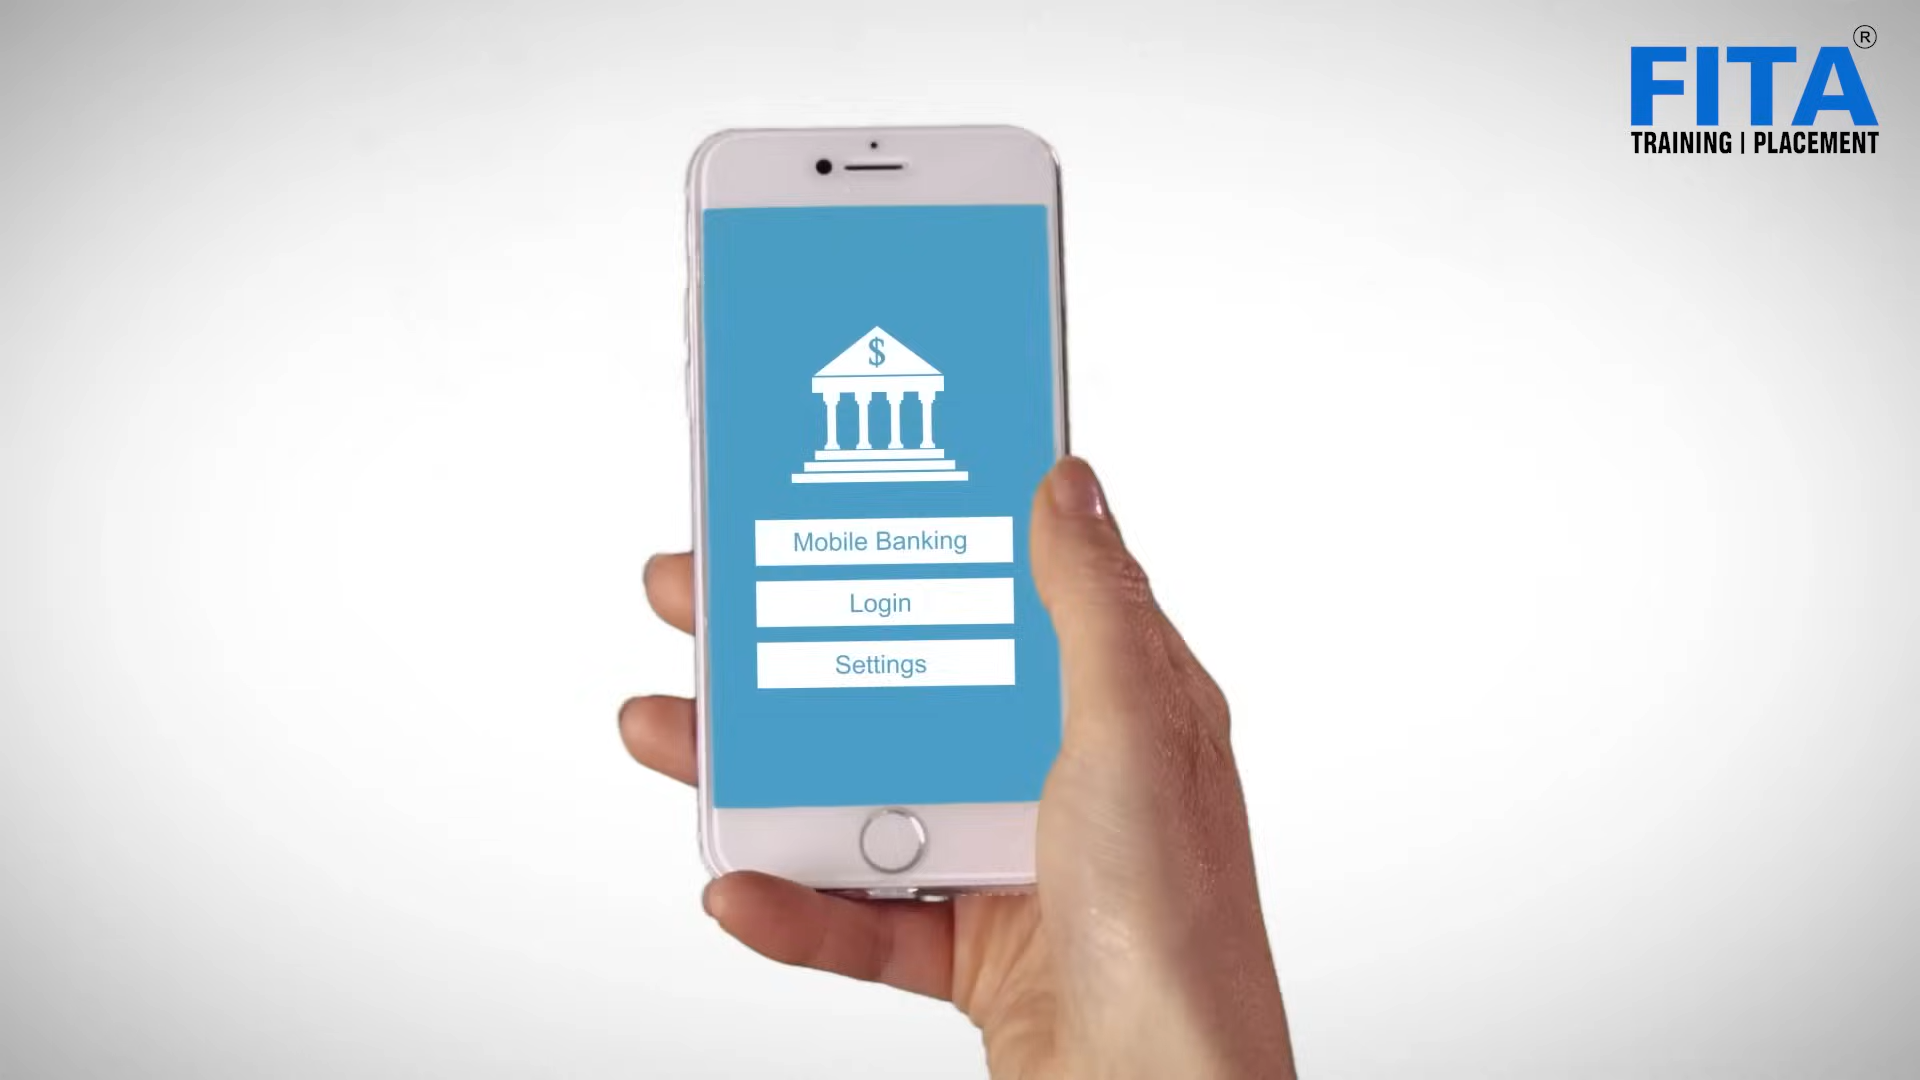 FITA®
TRAINING | PLACEMENT
$
Mobile Banking
Login
Settings